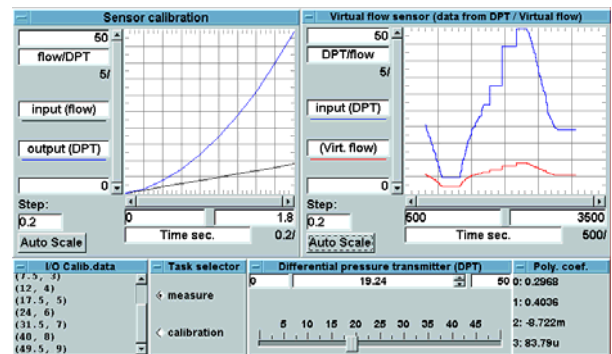 Sensor calibration
50
flow/DPT
5/
input (flow)
output (DPT)
0
Step:
0.2
Auto Scale
0 1.8
Time sec. 0.2/
Virtual flow sensor (data from DPT / Virtual flow)
50
DPT/flow
5/
input (DPT)
(Virt. flow)
0
Step:
0.2
Auto Scale
500 3500
Time sec. 500/
I/O Calib.data
(7.5, 3)
(12, 4)
(17.5, 5)
(24, 6)
(31.5, 7)
(40, 8)
(49.5, 9)
Task selector
measure
calibration
Differential pressure transmitter (DPT)
0 19.24 50
5 10 15 20 25 30 35 40 45
Poly. coef.
0: 0.2968
1: 0.4036
2: -8.722m
3: 83.79u